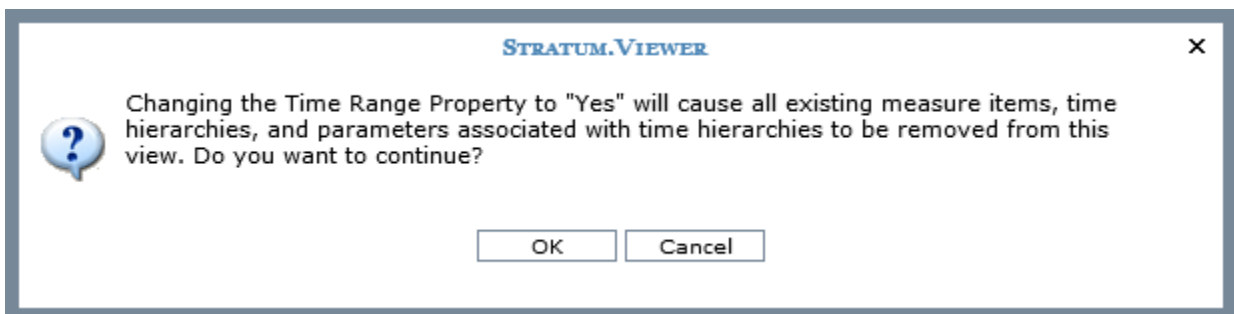 Stratum.Viewer
Changing the Time Range Property to "Yes" will cause all existing measure items, time
hierarchies, and parameters associated with time hierarchies to be removed from this
view. Do you want to continue?
OK
Cancel